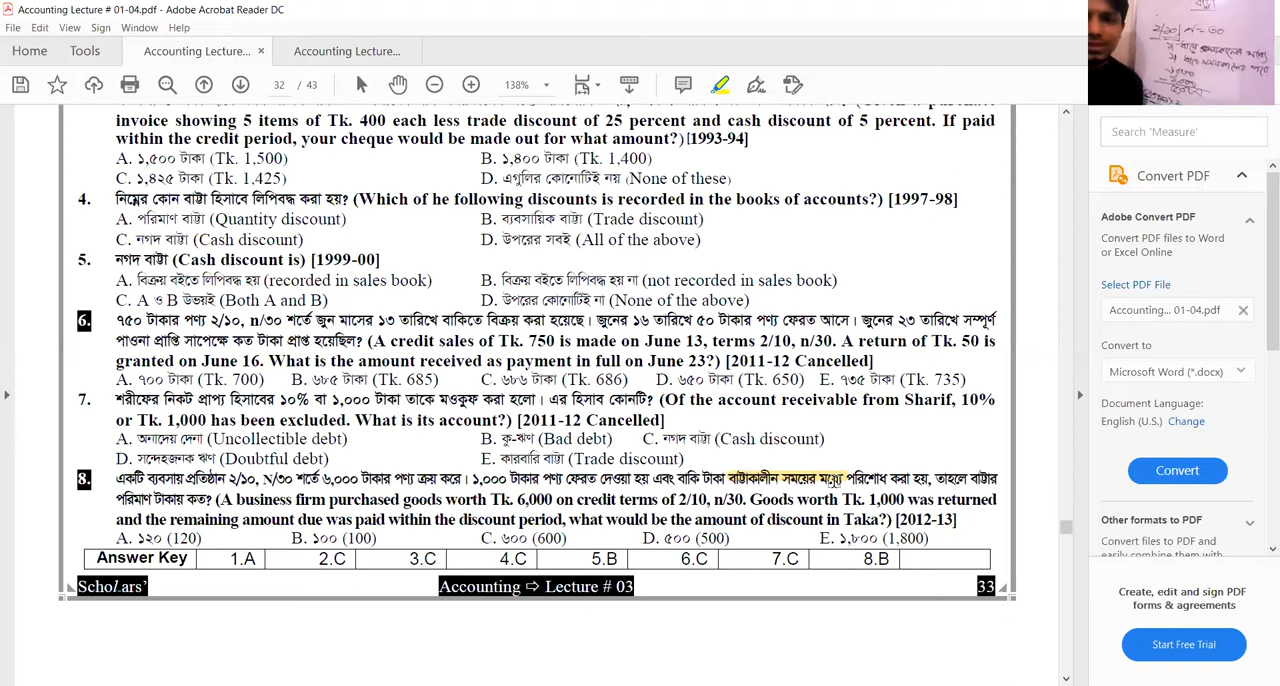 Accounting Lecture # 01-04.pdf - Adobe Acrobat Reader DC
File Edit View Sign Window Help
Home Tools Accounting Lecture... × Accounting Lecture...
32 / 43 138%
invoice showing 5 items of Tk. 400 each less trade discount of 25 percent and cash discount of 5 percent. If paid
within the credit period, your cheque would be made out for what amount?) [1993-94]
A. ১,৫০০ টাকা (Tk. 1,500) B. ১,৪০০ টাকা (Tk. 1,400)
C. ১,৪২৫ টাকা (Tk. 1,425) D. এগুলির কোনোটিই নয় (None of these)
4. নিম্নের কোন বাট্টা হিসাবে লিপিবদ্ধ করা হয়? (Which of he following discounts is recorded in the books of accounts?) [1997-98]
A. পরিমাণ বাট্টা (Quantity discount) B. ব্যবসায়িক বাট্টা (Trade discount)
C. নগদ বাট্টা (Cash discount) D. উপরের সবই (All of the above)
5. নগদ বাট্টা (Cash discount is) [1999-00]
A. বিক্রয় বইতে লিপিবদ্ধ হয় (recorded in sales book) B. বিক্রয় বইতে লিপিবদ্ধ হয় না (not recorded in sales book)
C. A ও B উভয়ই (Both A and B) D. উপরের কোনোটিই না (None of the above)
6. ৭৫০ টাকার পণ্য ২/১০, n/৩০ শর্তে জুন মাসের ১৩ তারিখে বাকিতে বিক্রয় করা হয়েছে। জুনের ১৬ তারিখে ৫০ টাকার পণ্য ফেরত আসে। জুনের ২৩ তারিখে সম্পূর্ণ
পাওনা প্রাপ্তি সাপেক্ষে কত টাকা প্রাপ্ত হয়েছিল? (A credit sales of Tk. 750 is made on June 13, terms 2/10, n/30. A return of Tk. 50 is
granted on June 16. What is the amount received as payment in full on June 23?) [2011-12 Cancelled]
A. ৭০০ টাকা (Tk. 700) B. ৬৮৫ টাকা (Tk. 685) C. ৬৮৬ টাকা (Tk. 686) D. ৬৫০ টাকা (Tk. 650) E. ৭৩৫ টাকা (Tk. 735)
7. শরীফের নিকট প্রাপ্য হিসাবের ১০% বা ১,০০০ টাকা তাকে মওকুফ করা হলো। এর হিসাব কোনটি? (Of the account receivable from Sharif, 10%
or Tk. 1,000 has been excluded. What is its account?) [2011-12 Cancelled]
A. অনাদেয় দেনা (Uncollectible debt) B. কু-ঋণ (Bad debt) C. নগদ বাট্টা (Cash discount)
D. সন্দেহজনক ঋণ (Doubtful debt) E. কারবারি বাট্টা (Trade discount)
8. একটি ব্যবসায় প্রতিষ্ঠান ২/১০, N/৩০ শর্তে ৬,০০০ টাকার পণ্য ক্রয় করে। ১,০০০ টাকার পণ্য ফেরত দেওয়া হয় এবং বাকি টাকা বাট্টাকালীন সময়ের মধ্যে পরিশোধ করা হয়, তাহলে বাট্টার
পরিমাণ টাকায় কত? (A business firm purchased goods worth Tk. 6,000 on credit terms of 2/10, n/30. Goods worth Tk. 1,000 was returned
and the remaining amount due was paid within the discount period, what would be the amount of discount in Taka?) [2012-13]
A. ১২০ (120) B. ১০০ (100) C. ৬০০ (600) D. ৫০০ (500) E. ১,৮০০ (1,800)
Answer Key 1.A 2.C 3.C 4.C 5.B 6.C 7.C 8.B
Scholars' Accounting ⇨ Lecture # 03 33
Search 'Measure'
Convert PDF
Adobe Convert PDF
Convert PDF files to Word
or Excel Online
Select PDF File
Accounting... 01-04.pdf ×
Convert to
Microsoft Word (*.docx)
Document Language:
English (U.S.) Change
Convert
Other formats to PDF
Convert files to PDF and
easily combine them with
Create, edit and sign PDF
forms & agreements
Start Free Trial